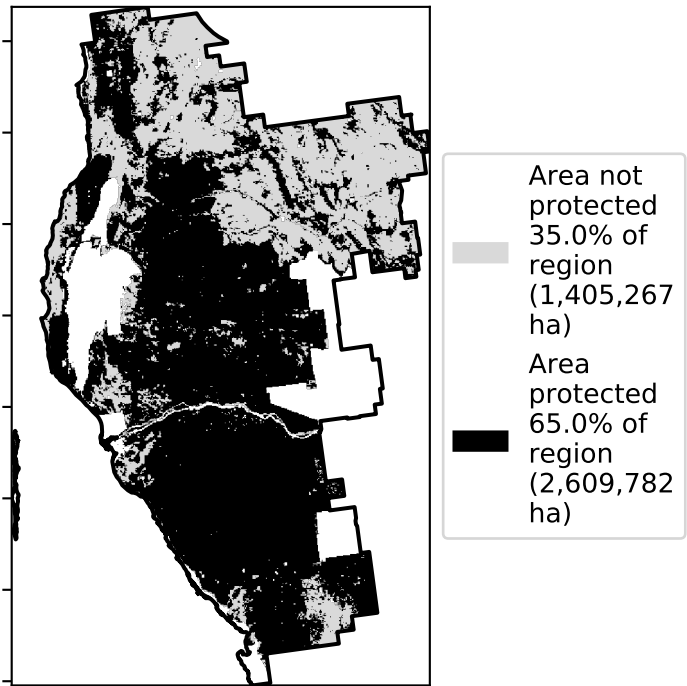 Area not
protected
35.0% of
region
(1,405,267
ha)
Area
protected
65.0% of
region
(2,609,782
ha)